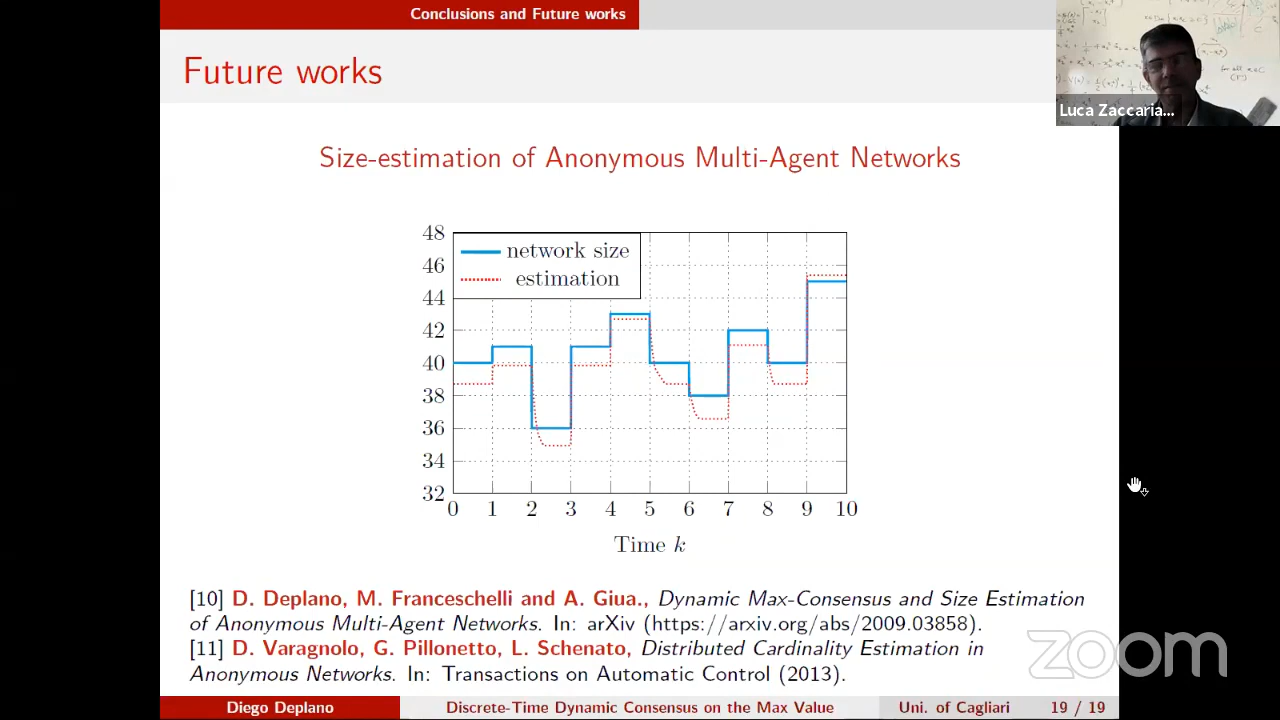 Conclusions and Future works
Future works
Luca Zaccaria...
Size-estimation of Anonymous Multi-Agent Networks
48
46
44
42
40
38
36
34
32
network size
estimation
0 1 2 3 4 5 6 7 8 9 10
Time k
[10] D. Deplano, M. Franceschelli and A. Giua., Dynamic Max-Consensus and Size Estimation
of Anonymous Multi-Agent Networks. In: arXiv (https://arxiv.org/abs/2009.03858).
[11] D. Varagnolo, G. Pillonetto, L. Schenato, Distributed Cardinality Estimation in
Anonymous Networks. In: Transactions on Automatic Control (2013).
zoom
Diego Deplano Discrete-Time Dynamic Consensus on the Max Value Uni. of Cagliari 19 / 19